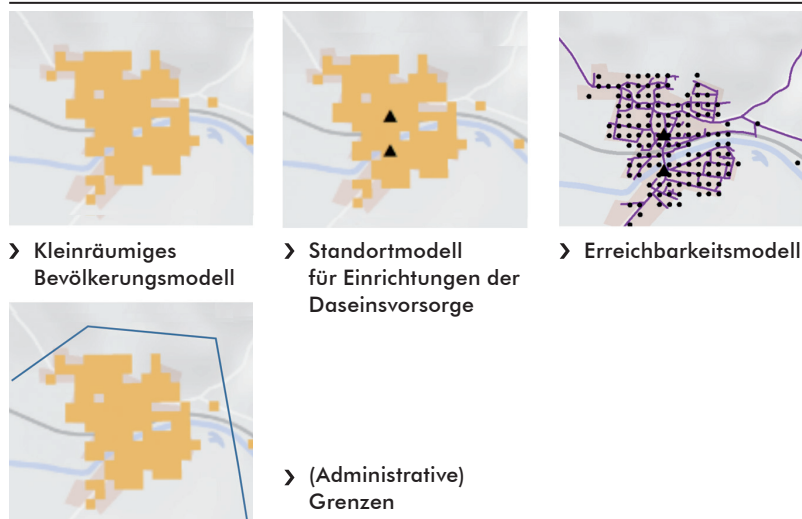 › Kleinräumiges
Bevölkerungsmodell
› Standortmodell
für Einrichtungen der
Daseinsvorsorge
› Erreichbarkeitsmodell
› (Administrative)
Grenzen